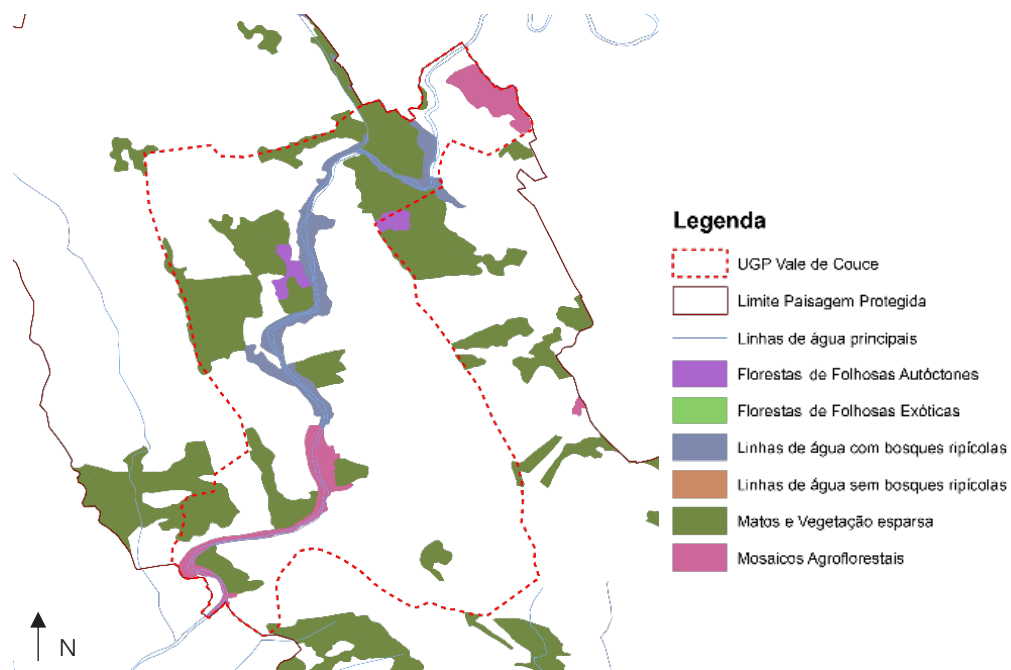 Legenda
UGP Vale de Couce
Limite Paisagem Protegida
Linhas de água principais
Florestas de Folhosas Autóctones
Florestas de Folhosas Exóticas
Linhas de água com bosques ripícolas
Linhas de água sem bosques ripícolas
Matos e Vegetação esparsa
Mosaicos Agroflorestais
N